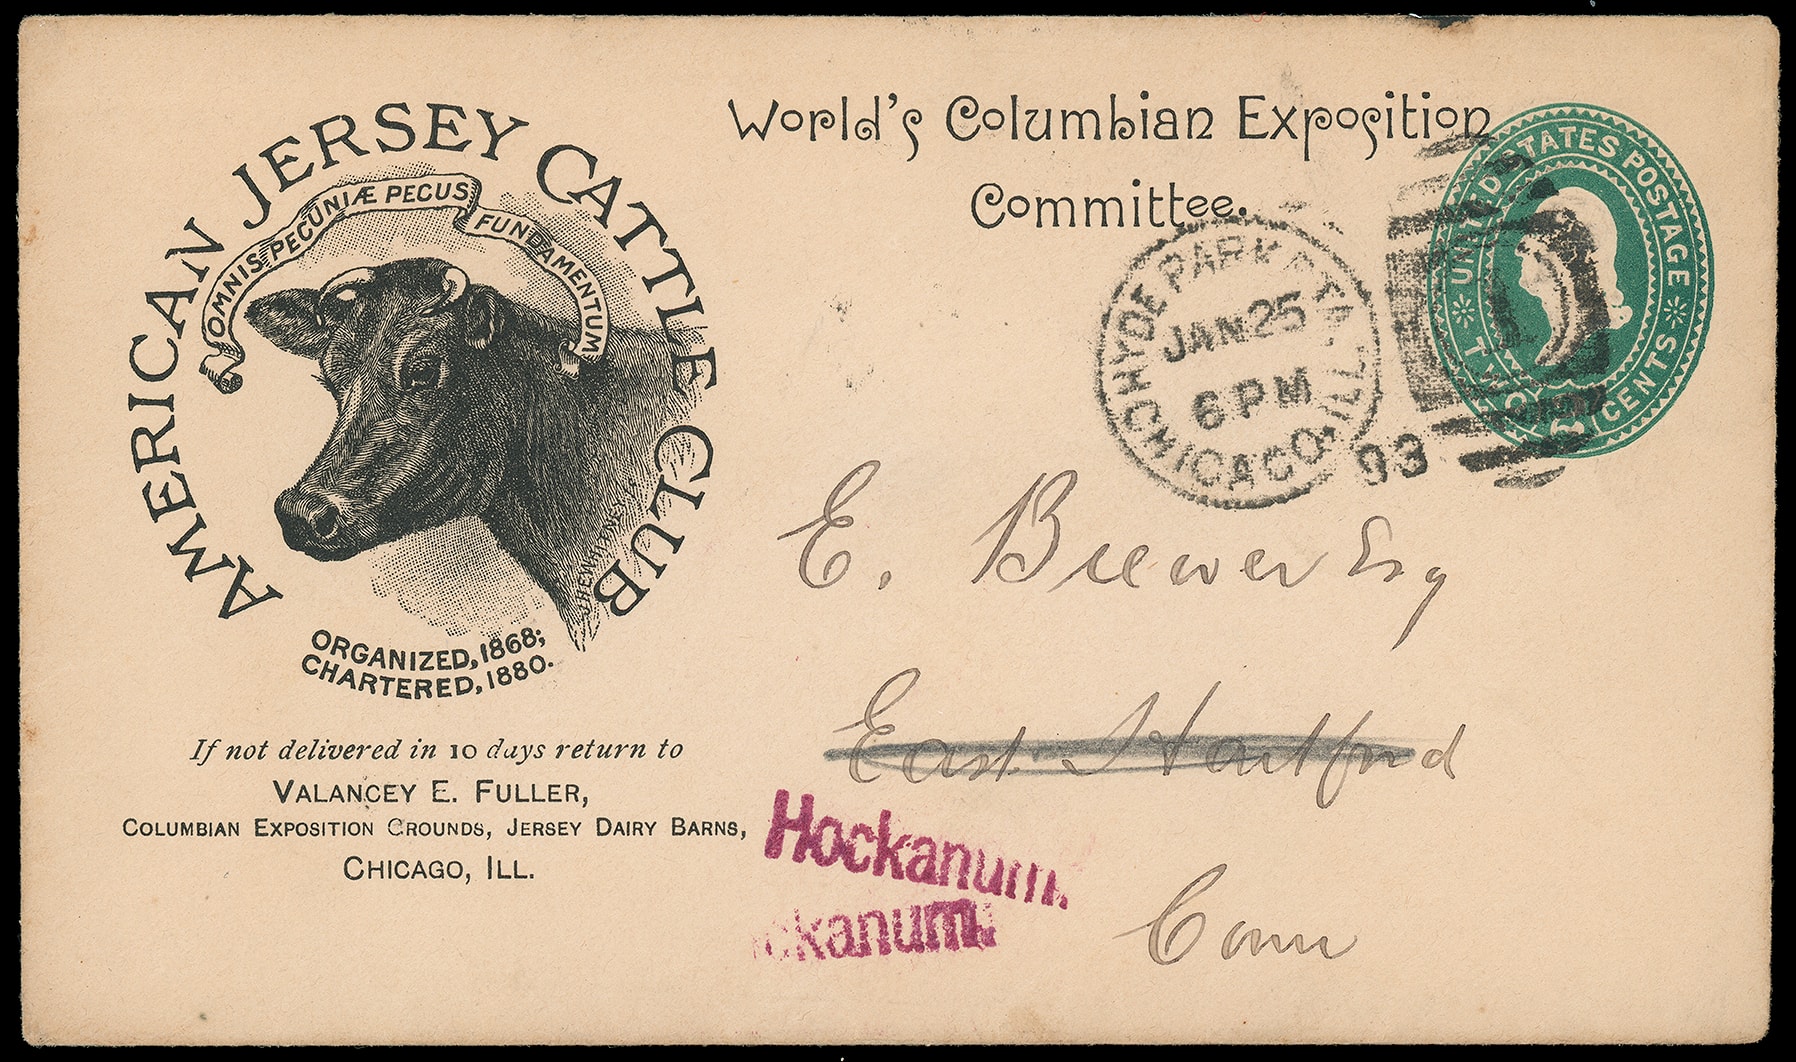 AMERICAN JERSEY CATTLE CLUB
OMNIS PECUNIÆ PECUS FUNDAMENTUM
ORGANIZED, 1868;
CHARTERED, 1880.
If not delivered in 10 days return to
VALANCEY E. FULLER,
COLUMBIAN EXPOSITION GROUNDS, JERSEY DAIRY BARNS,
CHICAGO, ILL.
World's Columbian Exposition
Committee.
UNITED STATES POSTAGE
TWO CENTS
2
HYDE PARK STA.
JAN 25
6 PM
93
CHICAGO, ILL.
E. Brewer Esq
East Hartford
Hockanum.
ckanum.
Conn